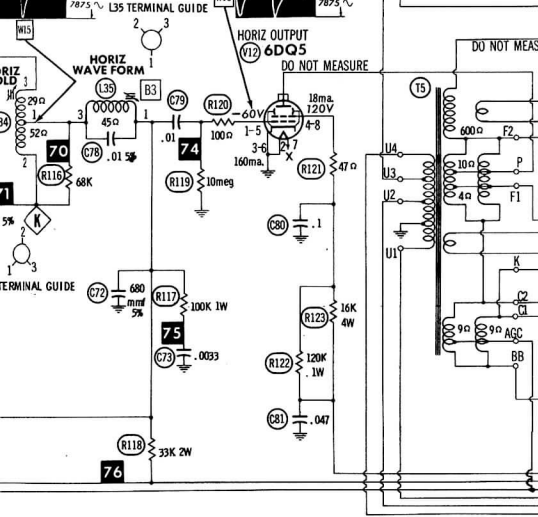 7875
L35 TERMINAL GUIDE
7875
W15
2
1
3
HORIZ OUTPUT
V12 6DQ5
DO NOT MEASURE
DO NOT MEAS
HORIZ
WAVE FORM
L35
B3
C79
R120
-60V
18ma.
120V
T5
3
29Ω
1
52Ω
2
3
45Ω
1
.01
100Ω
1-5
4-8
3-6
2
7
X
160ma.
C78
.01 5%
70
74
R116
68K
R119
10meg
R121
47Ω
600Ω
F2
U4
U3
U2
U1
10Ω
P
4Ω
F1
71
5%
K
2
1
3
TERMINAL GUIDE
C80
.1
K
C72
680
mmf
5%
R117
100K 1W
75
C73
.0033
R123
16K
4W
R122
120K
1W
C2
C1
9Ω
9Ω
AGC
BB
C81
.047
R118
33K 2W
76